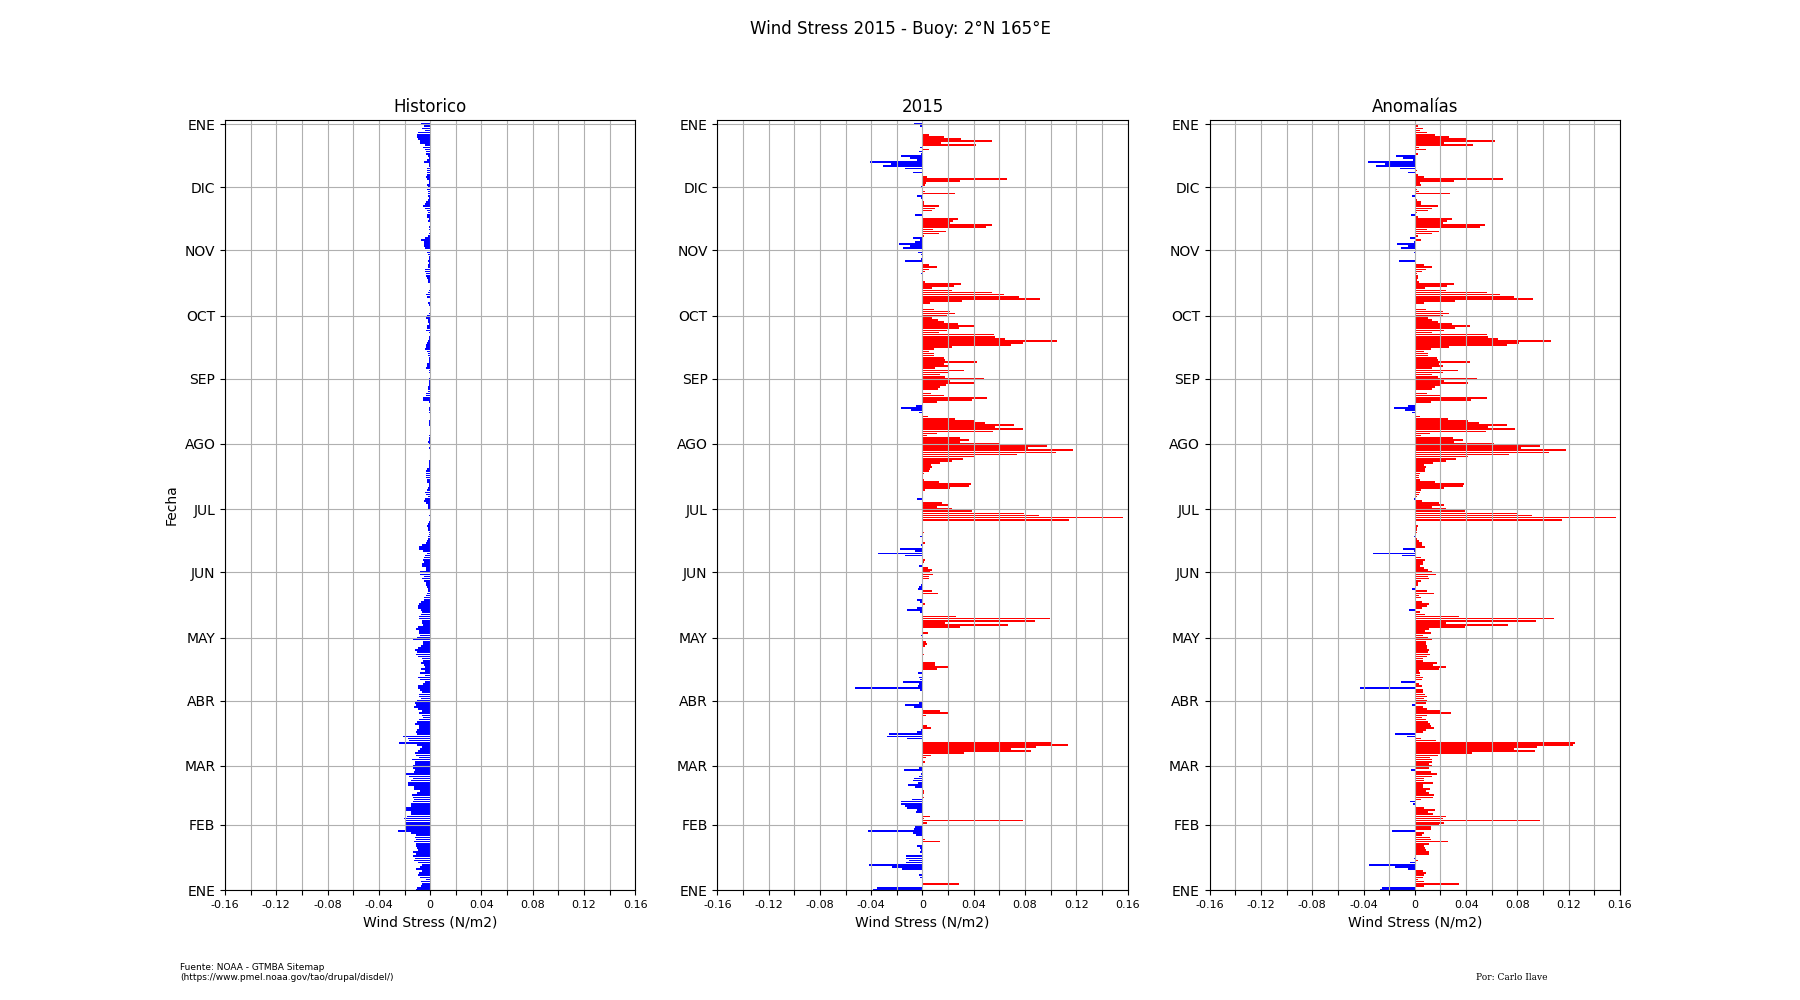 Wind Stress 2015 - Buoy: 2°N 165°E
Historico
2015
Anomalías
ENE
DIC
NOV
OCT
SEP
AGO
JUL
JUN
MAY
ABR
MAR
FEB
ENE
Fecha
-0.16 -0.12 -0.08 -0.04 0 0.04 0.08 0.12 0.16
Wind Stress (N/m2)
ENE
DIC
NOV
OCT
SEP
AGO
JUL
JUN
MAY
ABR
MAR
FEB
ENE
-0.16 -0.12 -0.08 -0.04 0 0.04 0.08 0.12 0.16
Wind Stress (N/m2)
ENE
DIC
NOV
OCT
SEP
AGO
JUL
JUN
MAY
ABR
MAR
FEB
ENE
-0.16 -0.12 -0.08 -0.04 0 0.04 0.08 0.12 0.16
Wind Stress (N/m2)
Fuente: NOAA - GTMBA Sitemap
(https://www.pmel.noaa.gov/tao/drupal/disdel/)
Por: Carlo Ilave